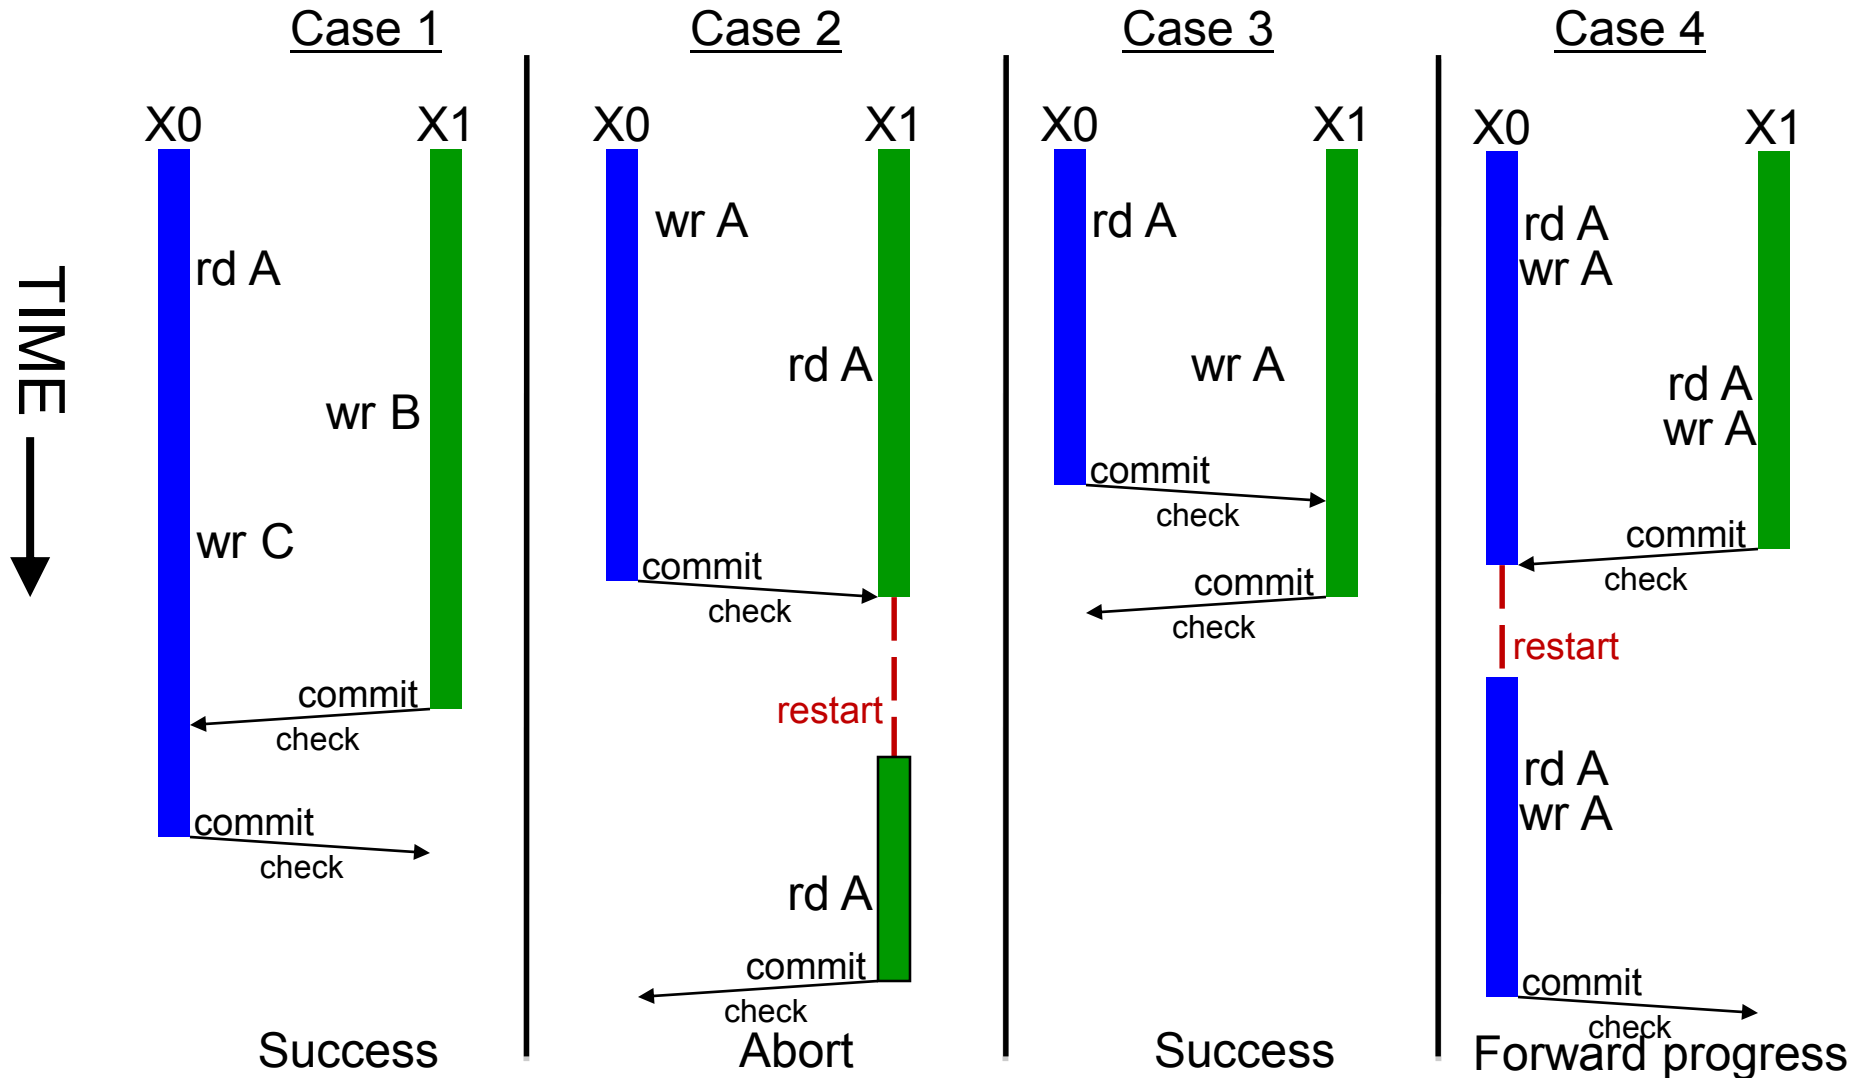 Case 1
Case 2
Case 3
Case 4
TIME
X0
X1
rd A
wr B
wr C
commit
check
commit
check
Success
X0
X1
wr A
rd A
commit
check
restart
rd A
commit
check
Abort
X0
X1
rd A
wr A
commit
check
commit
check
Success
X0
X1
rd A
wr A
rd A
wr A
commit
check
restart
rd A
wr A
commit
check
Forward progress